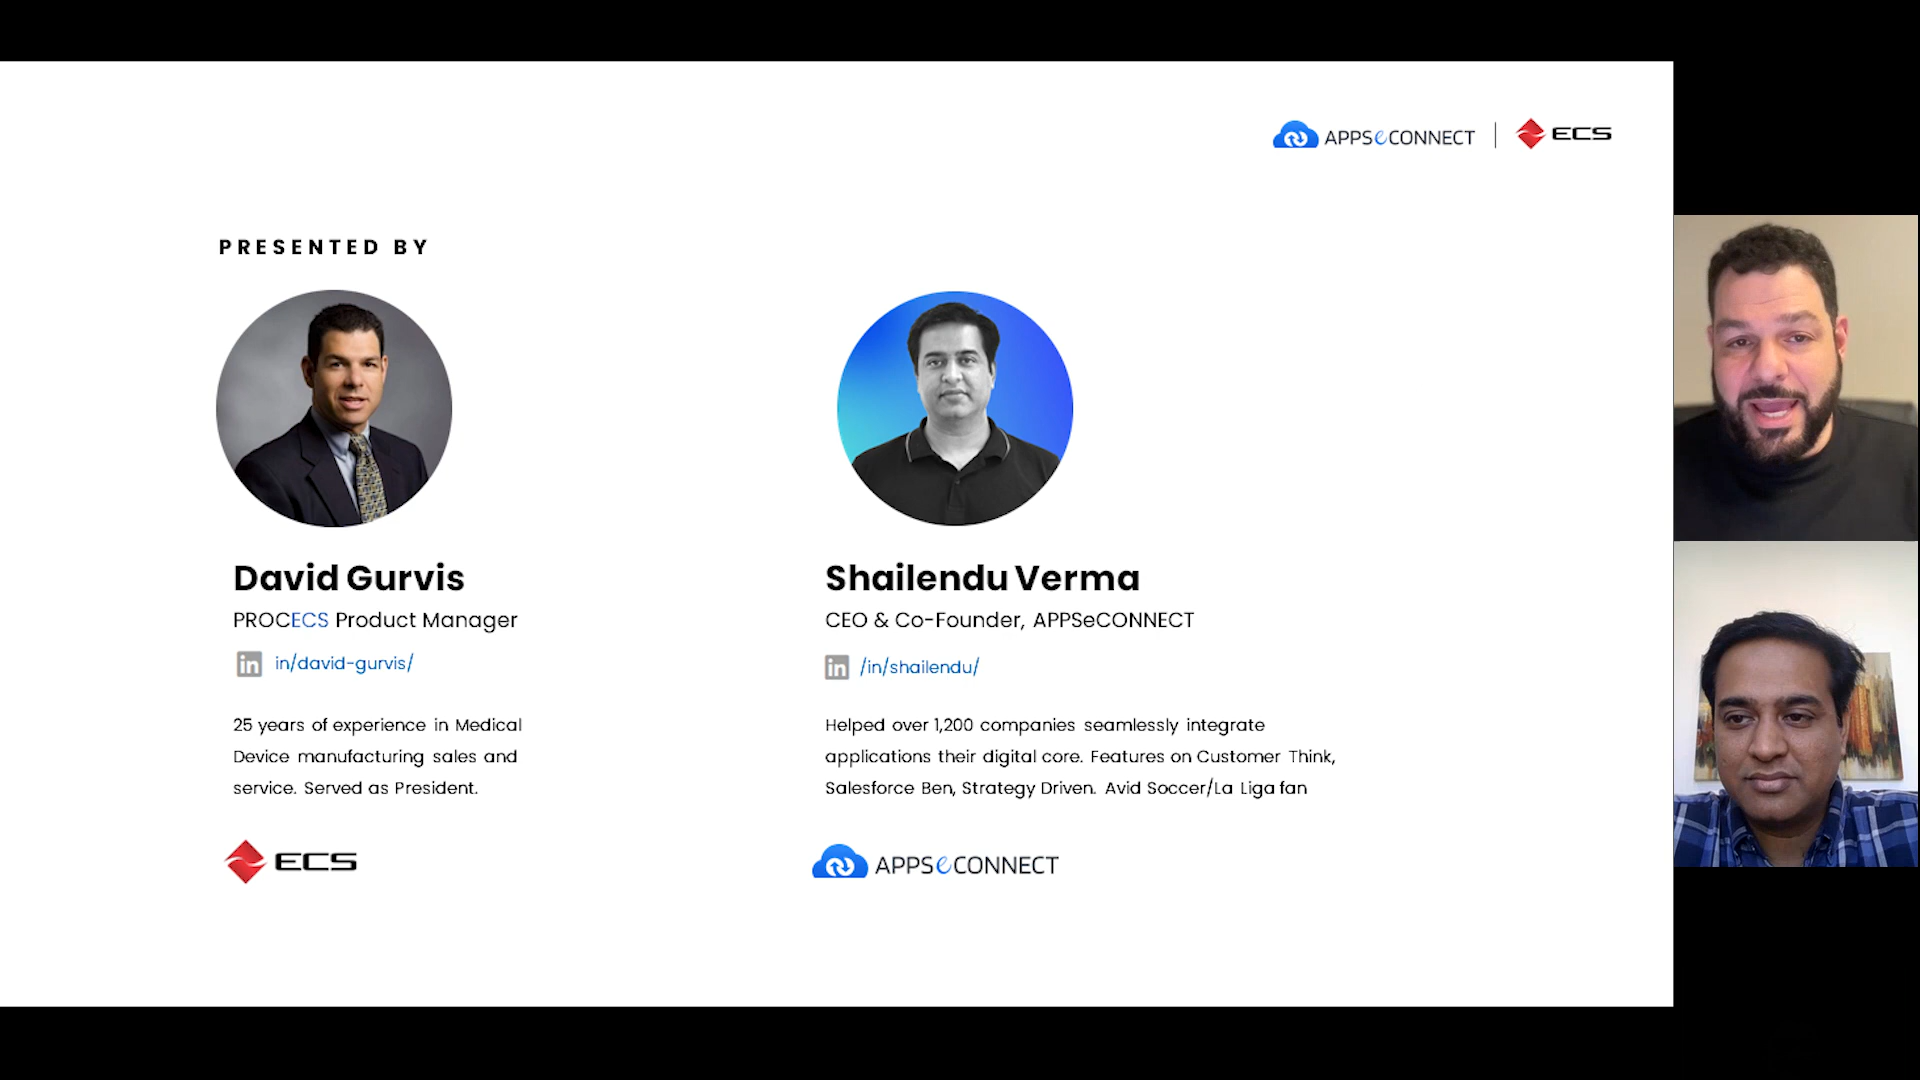 APPSeCONNECT | ECS
PRESENTED BY
David Gurvis
PROCECS Product Manager
in in/david-gurvis/
25 years of experience in Medical
Device manufacturing sales and
service. Served as President.
ECS
Shailendu Verma
CEO & Co-Founder, APPSeCONNECT
in /in/shailendu/
Helped over 1,200 companies seamlessly integrate
applications their digital core. Features on Customer Think,
Salesforce Ben, Strategy Driven. Avid Soccer/La Liga fan
APPSeCONNECT